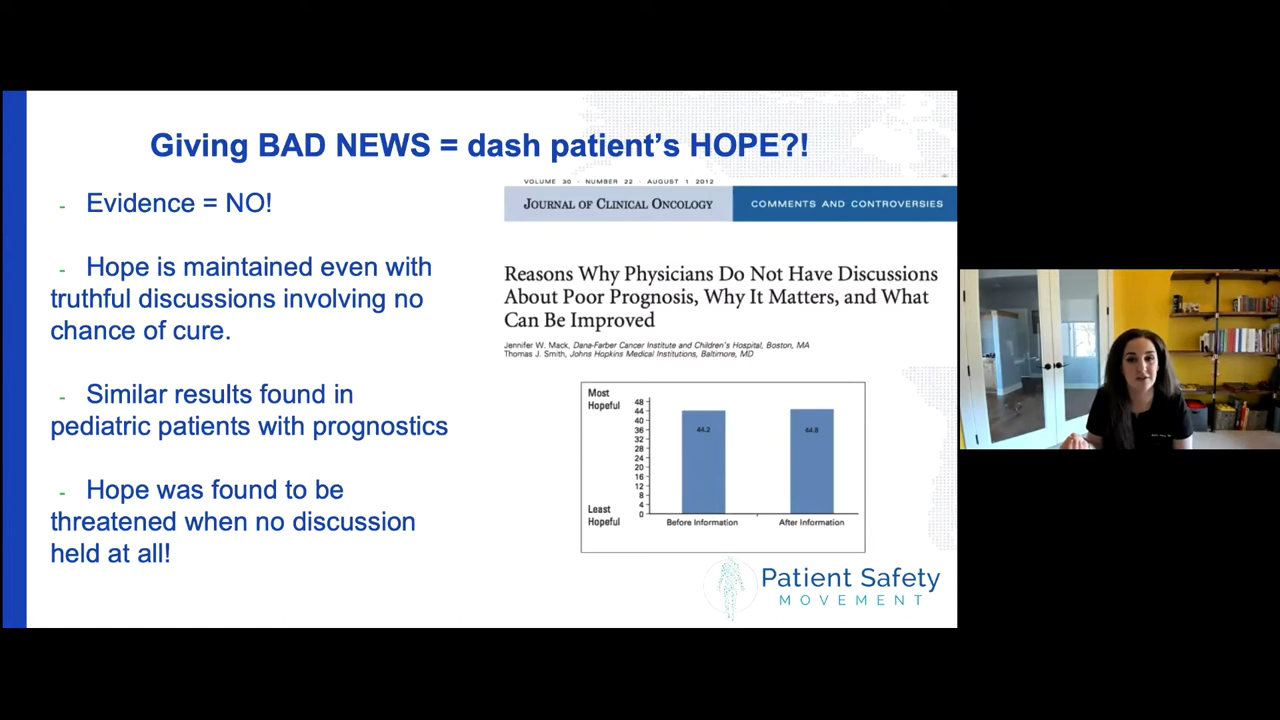 Giving BAD NEWS = dash patient's HOPE?!
- Evidence = NO!
- Hope is maintained even with
truthful discussions involving no
chance of cure.
- Similar results found in
pediatric patients with prognostics
- Hope was found to be
threatened when no discussion
held at all!
VOLUME 30 · NUMBER 22 · AUGUST 1 2012
JOURNAL OF CLINICAL ONCOLOGY
COMMENTS AND CONTROVERSIES
Reasons Why Physicians Do Not Have Discussions
About Poor Prognosis, Why It Matters, and What
Can Be Improved
Jennifer W. Mack, Dana-Farber Cancer Institute and Children's Hospital, Boston, MA
Thomas J. Smith, Johns Hopkins Medical Institutions, Baltimore, MD
Most
Hopeful
48
44
40
36
32
28
24
20
16
12
8
4
0
Least
Hopeful
44.2
44.8
Before Information
After Information
Patient Safety
MOVEMENT